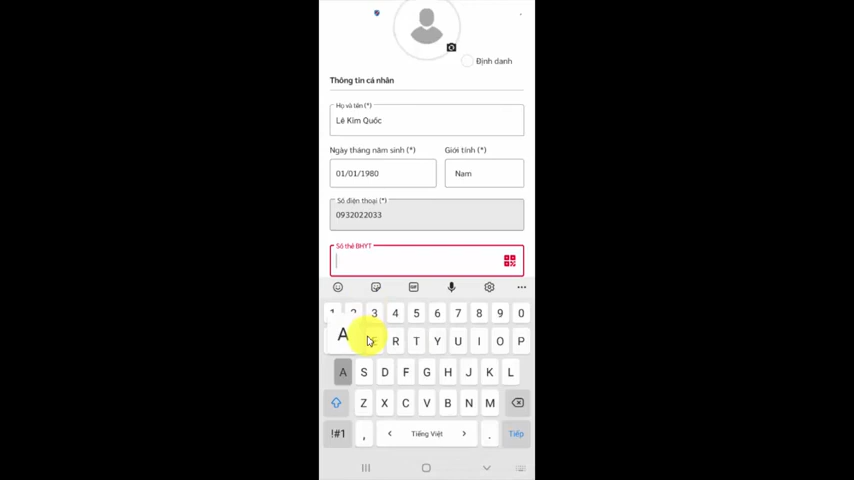 Định danh
Thông tin cá nhân
Họ và tên (*)
Lê Kim Quốc
Ngày tháng năm sinh (*) Giới tính (*)
01/01/1980 Nam
Số điện thoại (*)
0932022033
Số thẻ BHYT
GIF
1 2 3 4 5 6 7 8 9 0
A E R T Y U I O P
A S D F G H J K L
Z X C V B N M
!#1 , < Tiếng Việt > . Tiếp